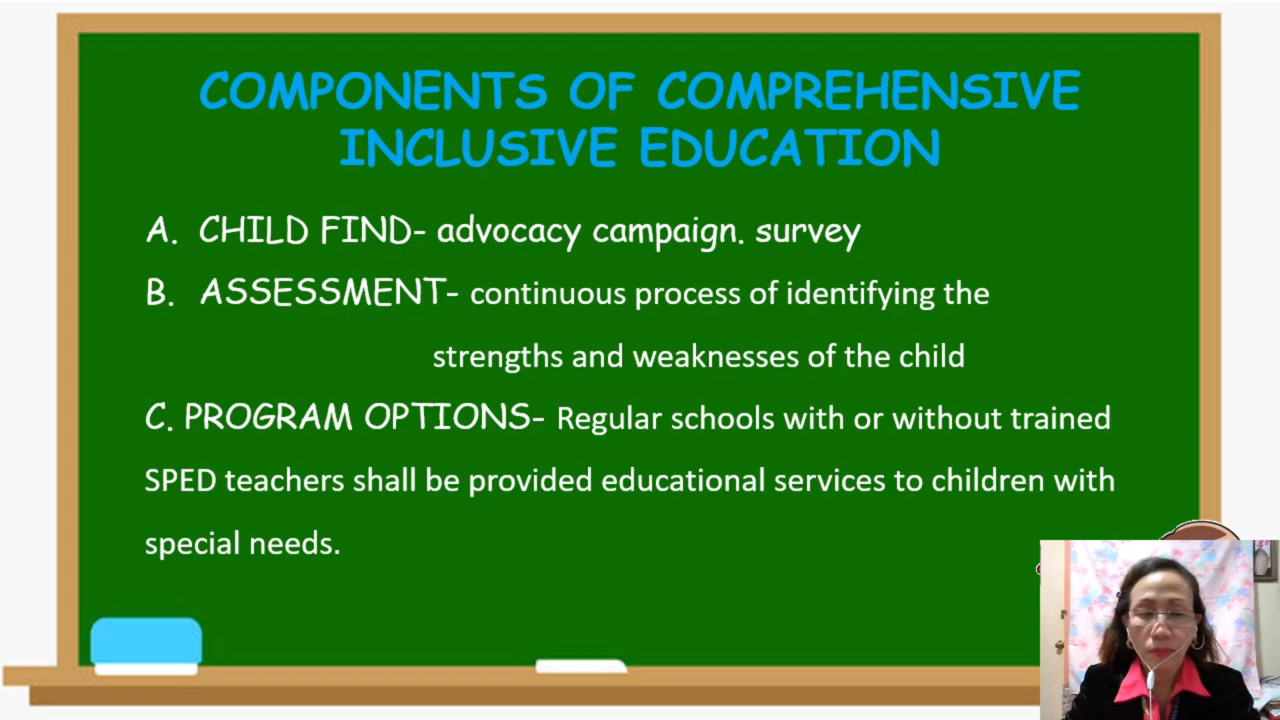 COMPONENTS OF COMPREHENSIVE
INCLUSIVE EDUCATION
A. CHILD FIND- advocacy campaign. survey
B. ASSESSMENT- continuous process of identifying the
strengths and weaknesses of the child
C. PROGRAM OPTIONS- Regular schools with or without trained
SPED teachers shall be provided educational services to children with
special needs.